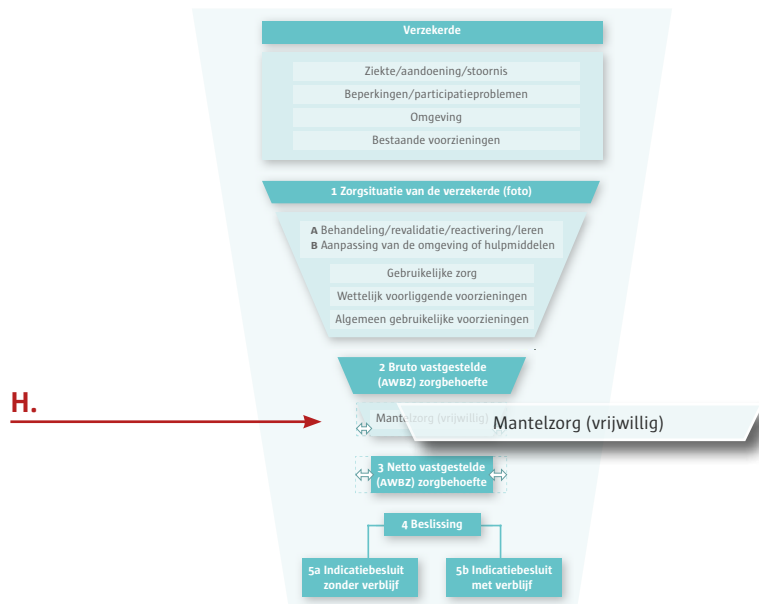 Verzekerde
Ziekte/aandoening/stoornis
Beperkingen/participatieproblemen
Omgeving
Bestaande voorzieningen
1 Zorgsituatie van de verzekerde (foto)
A Behandeling/revalidatie/reactivering/leren
B Aanpassing van de omgeving of hulpmiddelen
Gebruikelijke zorg
Wettelijk voorliggende voorzieningen
Algemeen gebruikelijke voorzieningen
2 Bruto vastgestelde
(AWBZ) zorgbehoefte
H.
Mantelzorg (vrijwillig)
Mantelzorg (vrijwillig)
3 Netto vastgestelde
(AWBZ) zorgbehoefte
4 Beslissing
5a Indicatiebesluit
zonder verblijf
5b Indicatiebesluit
met verblijf